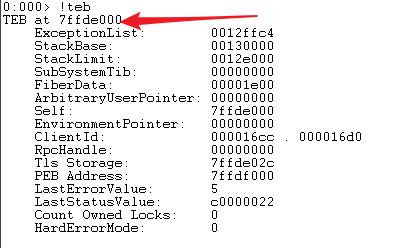 0:000> !teb
TEB at 7ffde000
ExceptionList: 0012ffc4
StackBase: 00130000
StackLimit: 0012e000
SubSystemTib: 00000000
FiberData: 00001e00
ArbitraryUserPointer: 00000000
Self: 7ffde000
EnvironmentPointer: 00000000
ClientId: 000016cc . 000016d0
RpcHandle: 00000000
Tls Storage: 7ffde02c
PEB Address: 7ffdf000
LastErrorValue: 5
LastStatusValue: c0000022
Count Owned Locks: 0
HardErrorMode: 0